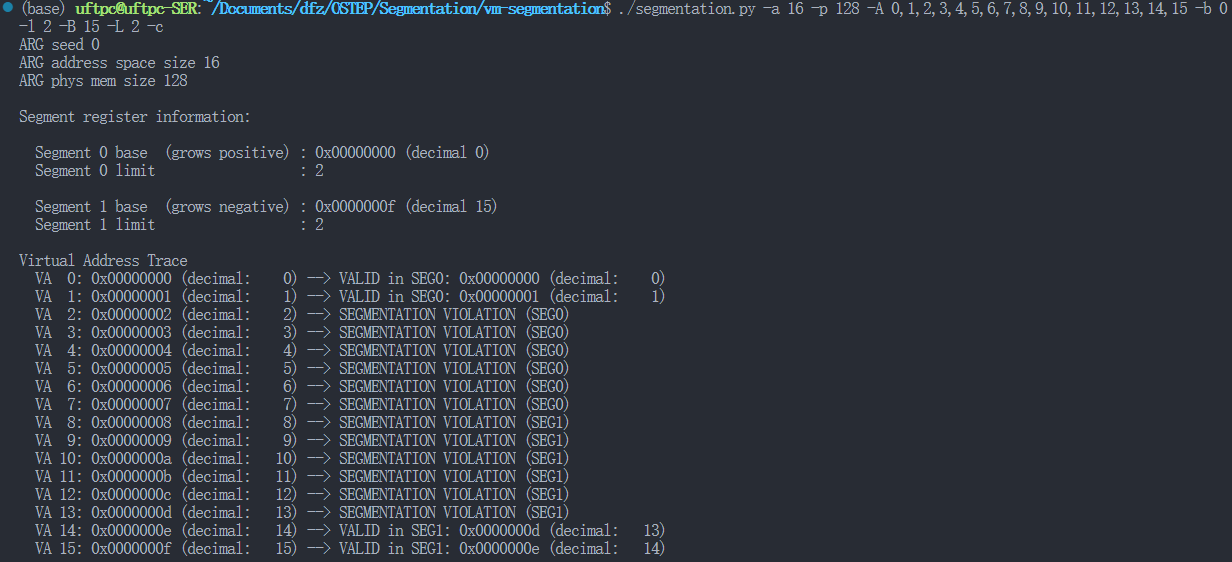 (base) uftpc@uftpc-SER:~/Documents/dfz/OSTEP/Segmentation/vm-segmentation$ ./segmentation.py -a 16 -p 128 -A 0,1,2,3,4,5,6,7,8,9,10,11,12,13,14,15 -b 0
-l 2 -B 15 -L 2 -c
ARG seed 0
ARG address space size 16
ARG phys mem size 128
Segment register information:
Segment 0 base  (grows positive) : 0x00000000 (decimal 0)
Segment 0 limit                  : 2
Segment 1 base  (grows negative) : 0x0000000f (decimal 15)
Segment 1 limit                  : 2
Virtual Address Trace
VA  0: 0x00000000 (decimal:    0) --> VALID in SEG0: 0x00000000 (decimal:    0)
VA  1: 0x00000001 (decimal:    1) --> VALID in SEG0: 0x00000001 (decimal:    1)
VA  2: 0x00000002 (decimal:    2) --> SEGMENTATION VIOLATION (SEG0)
VA  3: 0x00000003 (decimal:    3) --> SEGMENTATION VIOLATION (SEG0)
VA  4: 0x00000004 (decimal:    4) --> SEGMENTATION VIOLATION (SEG0)
VA  5: 0x00000005 (decimal:    5) --> SEGMENTATION VIOLATION (SEG0)
VA  6: 0x00000006 (decimal:    6) --> SEGMENTATION VIOLATION (SEG0)
VA  7: 0x00000007 (decimal:    7) --> SEGMENTATION VIOLATION (SEG0)
VA  8: 0x00000008 (decimal:    8) --> SEGMENTATION VIOLATION (SEG1)
VA  9: 0x00000009 (decimal:    9) --> SEGMENTATION VIOLATION (SEG1)
VA 10: 0x0000000a (decimal:   10) --> SEGMENTATION VIOLATION (SEG1)
VA 11: 0x0000000b (decimal:   11) --> SEGMENTATION VIOLATION (SEG1)
VA 12: 0x0000000c (decimal:   12) --> SEGMENTATION VIOLATION (SEG1)
VA 13: 0x0000000d (decimal:   13) --> SEGMENTATION VIOLATION (SEG1)
VA 14: 0x0000000e (decimal:   14) --> VALID in SEG1: 0x0000000d (decimal:   13)
VA 15: 0x0000000f (decimal:   15) --> VALID in SEG1: 0x0000000e (decimal:   14)